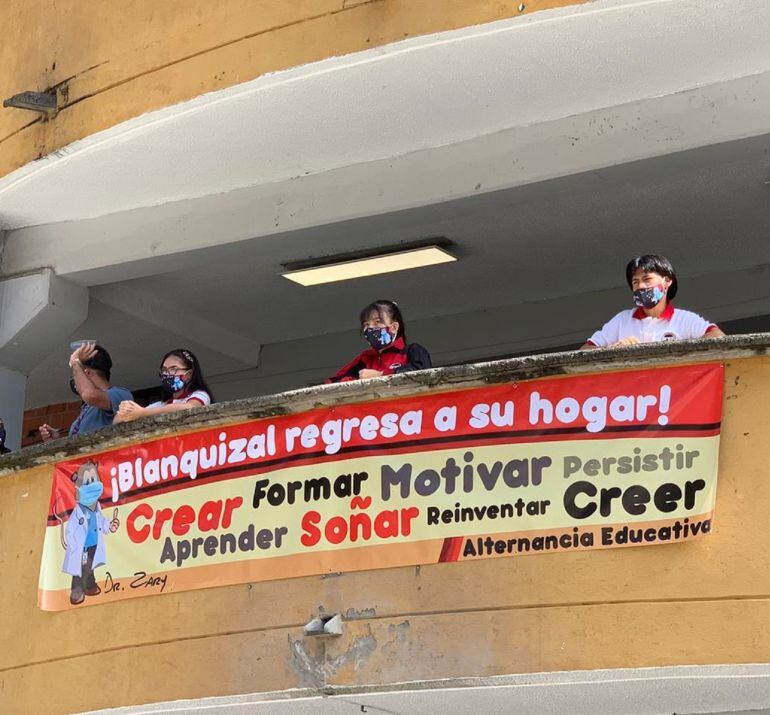 ¡Blanquizal regresa a su hogar!
Crear Formar Motivar Persistir
Aprender Soñar Reinventar Creer
Alternancia Educativa
Dr. Zary